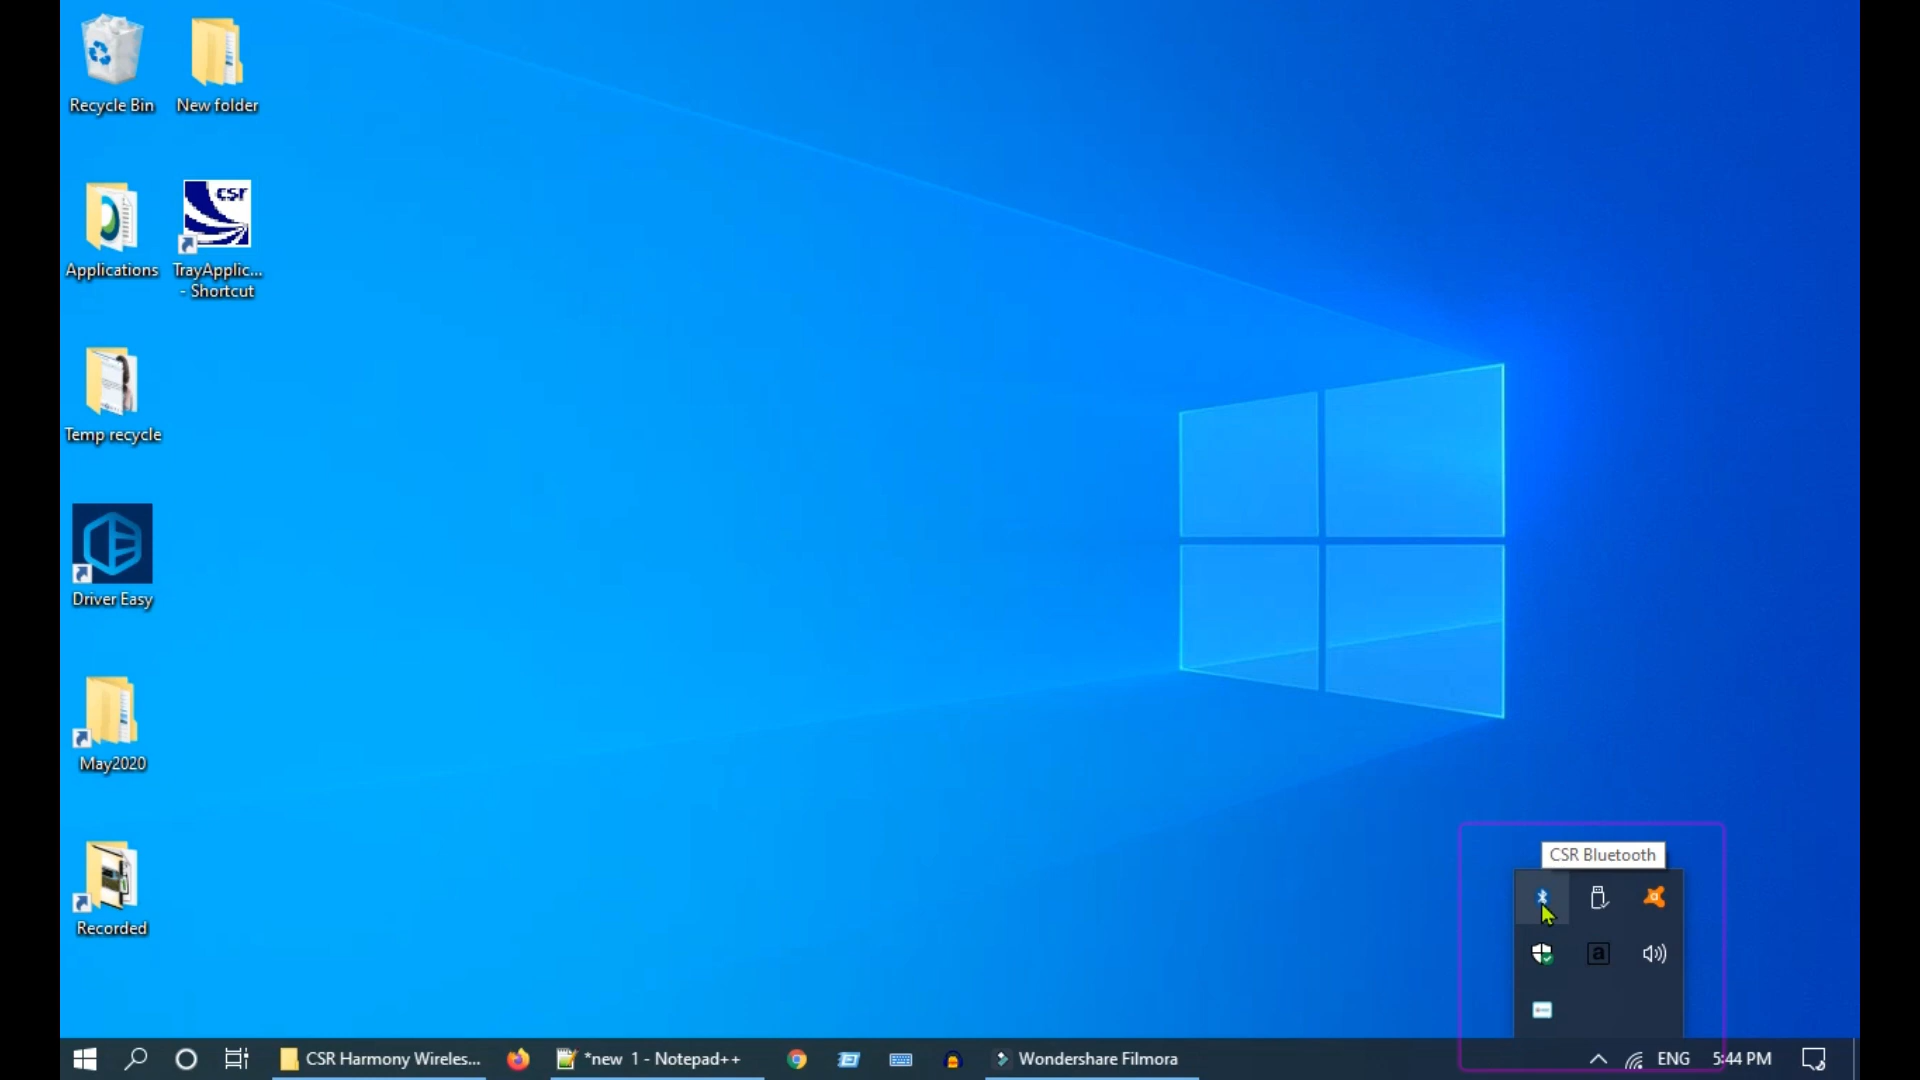 Recycle Bin
New folder
Applications
csr
TrayApplic...
- Shortcut
Temp recycle
Driver Easy
May2020
Recorded
CSR Bluetooth
a
CSR Harmony Wireles...
*new 1 - Notepad++
Wondershare Filmora
ENG
5:44 PM